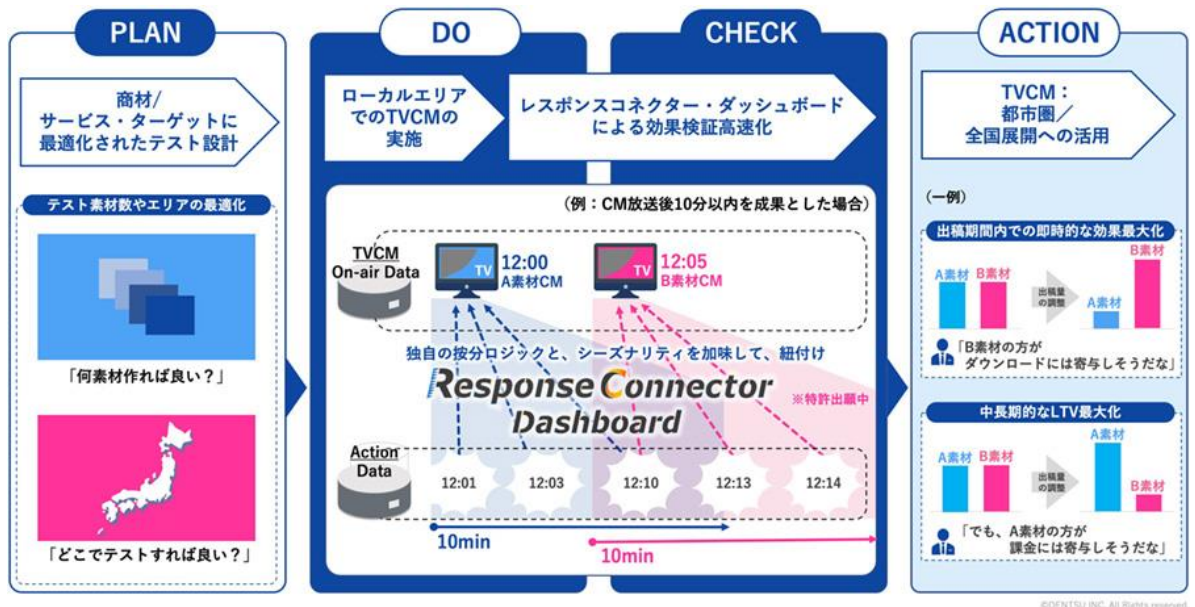 PLAN
商材/
サービス・ターゲットに
最適化されたテスト設計
テスト素材数やエリアの最適化
「何素材作れば良い？」
「どこでテストすれば良い？」
DO
ローカルエリア
でのTVCMの
実施
CHECK
レスポンスコネクター・ダッシュボード
による効果検証高速化
(例：CM放送後10分以内を成果とした場合)
TVCM
On-air Data
TV
12:00
A素材CM
TV
12:05
B素材CM
独自の按分ロジックと、シーズナリティを加味して、紐付け
Response Connector
Dashboard
※特許出願中
Action
Data
12:01
12:03
12:10
12:13
12:14
10min
10min
ACTION
TVCM：
都市圏／
全国展開への活用
(一例)
出稿期間内での即時的な効果最大化
A素材
B素材
出稿量
の調整
A素材
B素材
「B素材の方が
ダウンロードには寄与しそうだな」
中長期的なLTV最大化
A素材
B素材
出稿量
の調整
A素材
B素材
「でも、A素材の方が
課金には寄与しそうだな」
©DENTSU INC. All Rights reserved